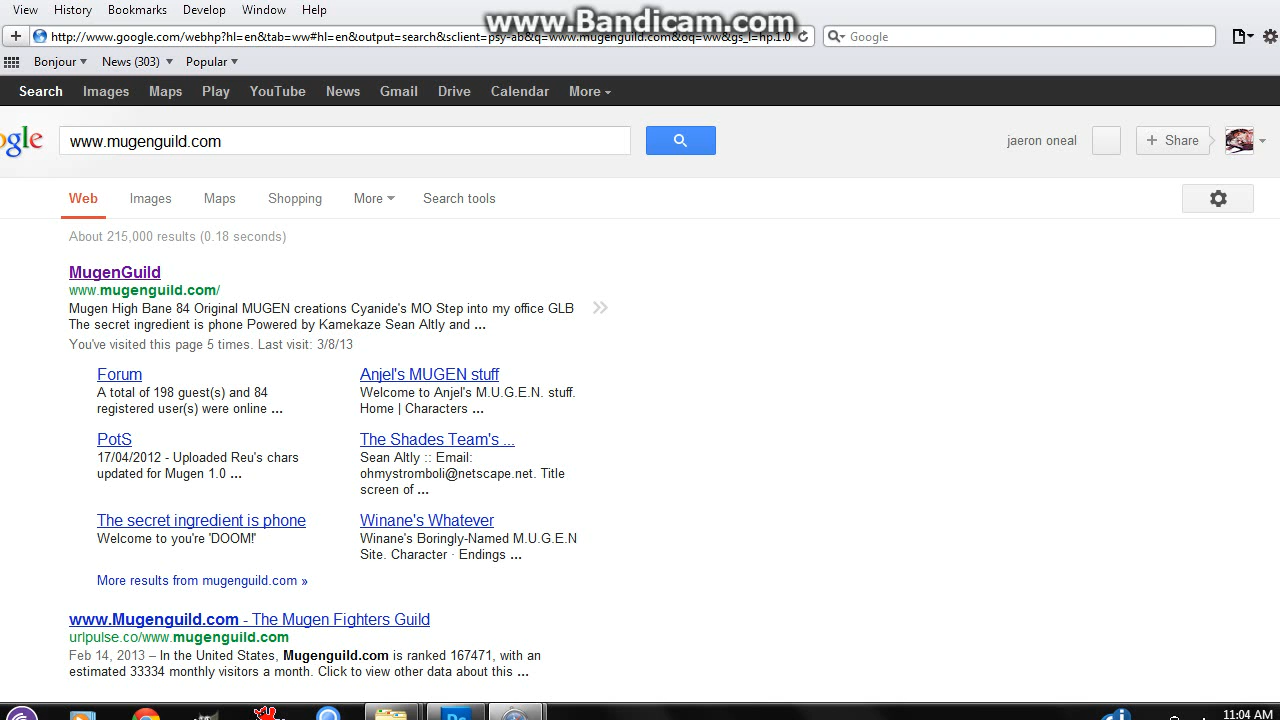 www.Bandicam.com
View History Bookmarks Develop Window Help
http://www.google.com/webhp?hl=en&tab=ww#hl=en&output=search&sclient=psy-ab&q=www.mugenguild.com&oq=ww&gs_l=hp.1.0
Google
Bonjour News (303) Popular
Search Images Maps Play YouTube News Gmail Drive Calendar More
ogle www.mugenguild.com jaeron oneal + Share
Web Images Maps Shopping More Search tools
About 215,000 results (0.18 seconds)
MugenGuild
www.mugenguild.com/
Mugen High Bane 84 Original MUGEN creations Cyanide's MO Step into my office GLB
The secret ingredient is phone Powered by Kamekaze Sean Altly and ...
You've visited this page 5 times. Last visit: 3/8/13
Forum
A total of 198 guest(s) and 84
registered user(s) were online ...
Anjel's MUGEN stuff
Welcome to Anjel's M.U.G.E.N. stuff.
Home | Characters ...
PotS
17/04/2012 - Uploaded Reu's chars
updated for Mugen 1.0 ...
The Shades Team's ...
Sean Altly :: Email:
ohmystromboli@netscape.net. Title
screen of ...
The secret ingredient is phone
Welcome to you're 'DOOM!'
Winane's Whatever
Winane's Boringly-Named M.U.G.E.N
Site. Character · Endings ...
More results from mugenguild.com »
www.Mugenguild.com - The Mugen Fighters Guild
urlpulse.co/www.mugenguild.com
Feb 14, 2013 – In the United States, Mugenguild.com is ranked 167471, with an
estimated 33334 monthly visitors a month. Click to view other data about this ...
Ps
11:04 AM